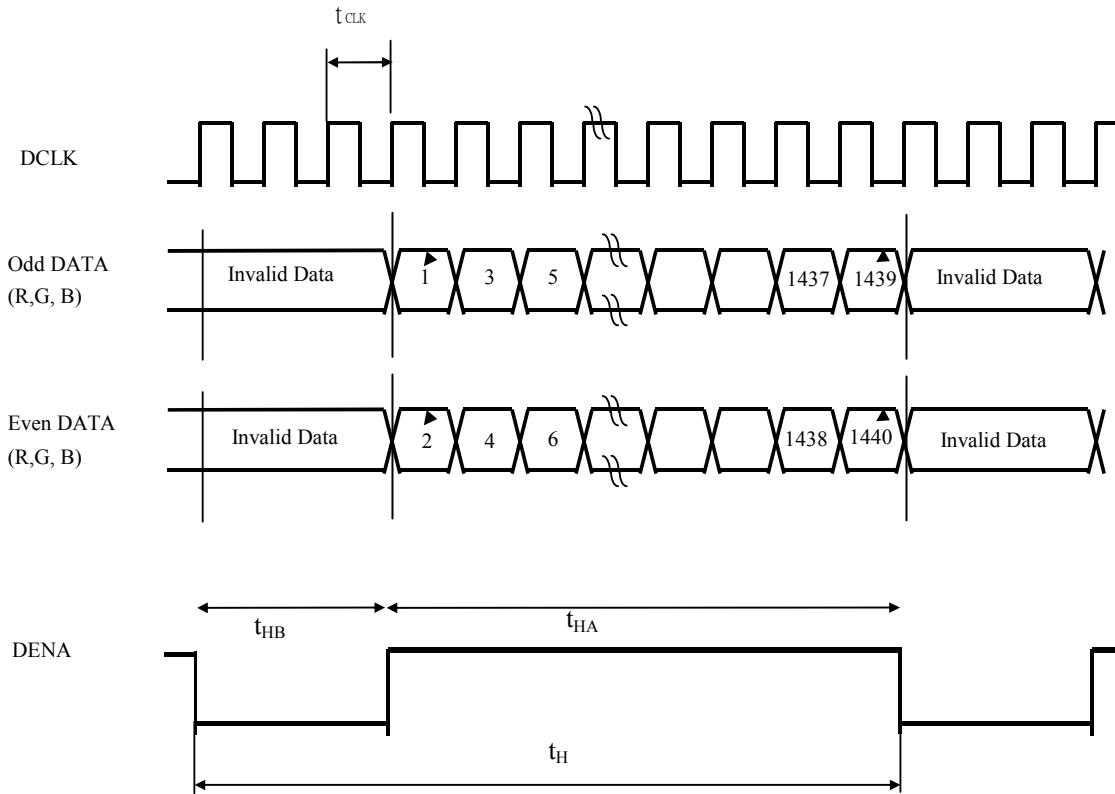 t CLK
DCLK
Odd DATA
(R,G, B)
Invalid Data 1 3 5 1437 1439 Invalid Data
Even DATA
(R,G, B)
Invalid Data 2 4 6 1438 1440 Invalid Data
tHB tHA
DENA
tH